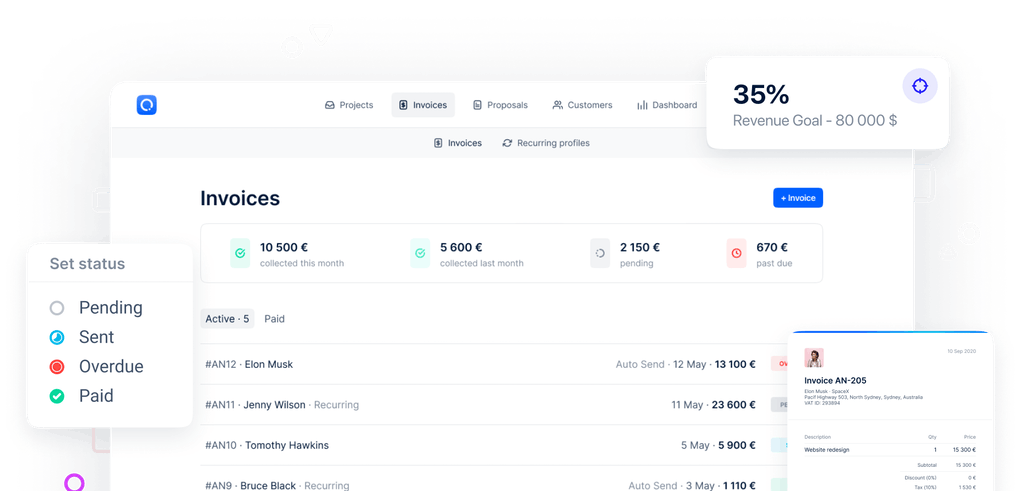 Projects Invoices Proposals Customers Dashboard
35%
Revenue Goal - 80 000 $
Invoices Recurring profiles
Invoices
+ Invoice
10 500 €
collected this month
5 600 €
collected last month
2 150 €
pending
670 €
past due
Set status
Pending
Sent
Overdue
Paid
Active · 5 Paid
#AN12 · Elon Musk Auto Send · 12 May · 13 100 €
#AN11 · Jenny Wilson · Recurring 11 May · 23 600 €
#AN10 · Tomothy Hawkins 5 May · 5 900 €
#AN9 · Bruce Black · Recurring Auto Send · 3 May · 1 110 €
10 Sep 2020
Invoice AN-205
Elon Musk - SpaceX
Pacif Highway 503, North Sydney, Sydney, Australia
VAT ID: 293894
Description Qty Price
Website redesign 1 15 300 €
Subtotal 15 300 €
Discount (0%) 0 €
Tax (10%) 1 530 €